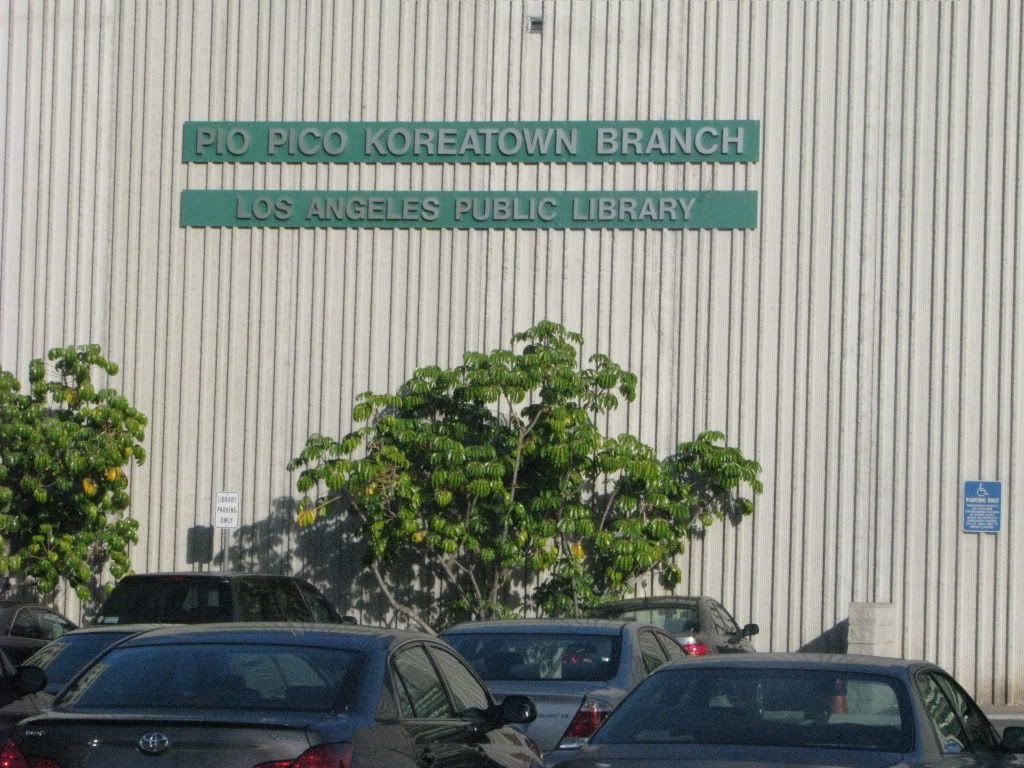 PIO PICO KOREATOWN BRANCH
LOS ANGELES PUBLIC LIBRARY
LIBRARY
PARKING
ONLY
PARKING ONLY